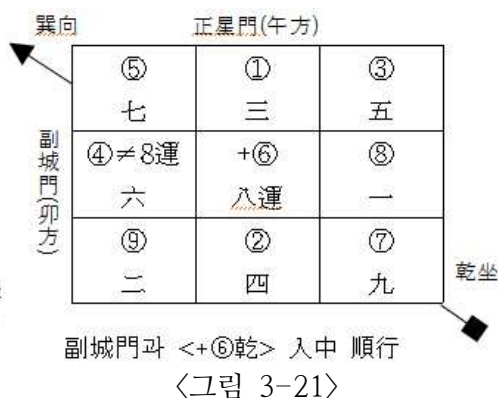 巽向 正星門(午方)
⑤ ① ③
七 三 五
副城門(卯方)
④≠8運 +⑥ ⑧
六 八運 一
⑨ ② ⑦
二 四 九
乾坐
副城門과 <+⑥乾> 入中 順行
〈그림 3-21〉